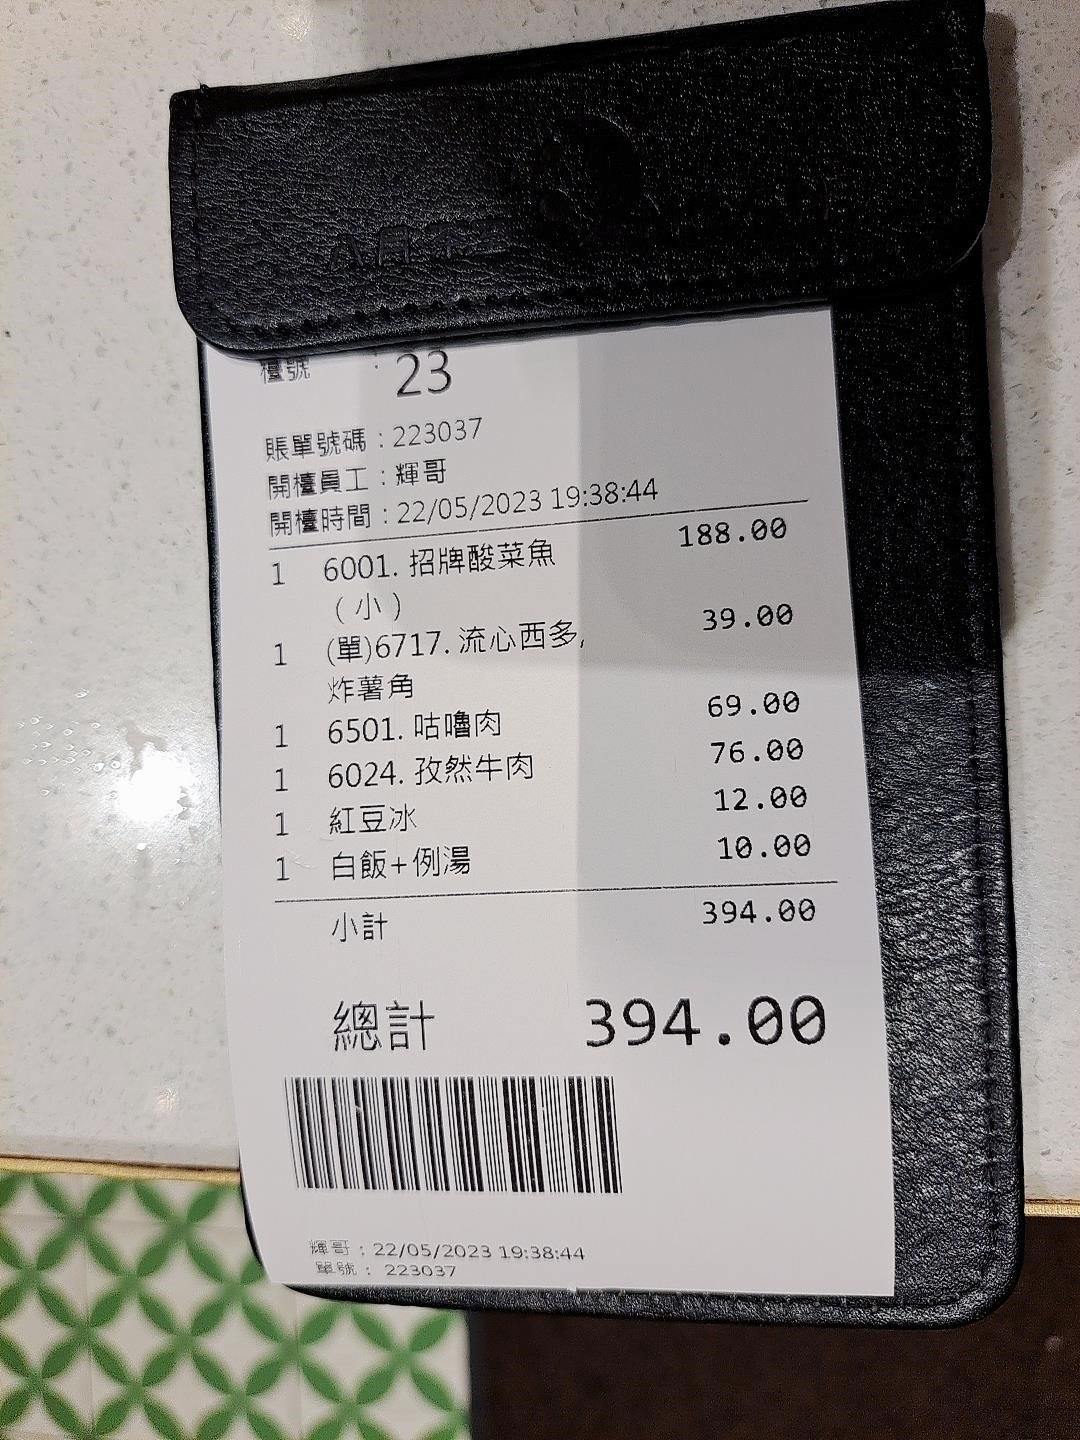 八月
檯號 : 23
賬單號碼 : 223037
開檯員工 : 輝哥
開檯時間 : 22/05/2023 19:38:44
1 6001. 招牌酸菜魚 188.00
(小)
1 (單)6717. 流心西多, 39.00
炸薯角
1 6501. 咕嚕肉 69.00
1 6024. 孜然牛肉 76.00
1 紅豆冰 12.00
1 白飯+例湯 10.00
小計 394.00
總計 394.00
輝哥 : 22/05/2023 19:38:44
單號 : 223037